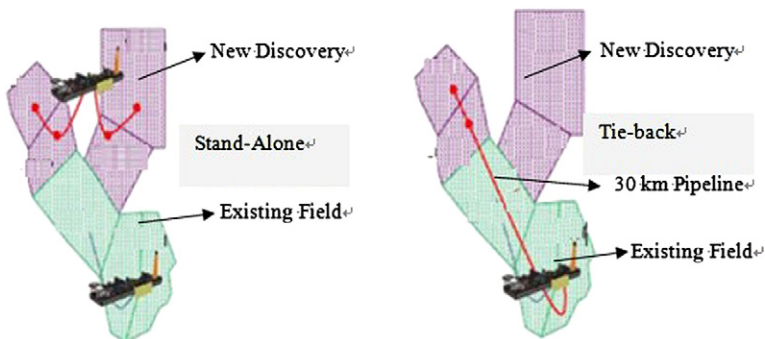 New Discovery↵
Stand-Alone↵
Existing Field↵
New Discovery↵
Tie-back↵
30 km Pipeline↵
Existing Field↵